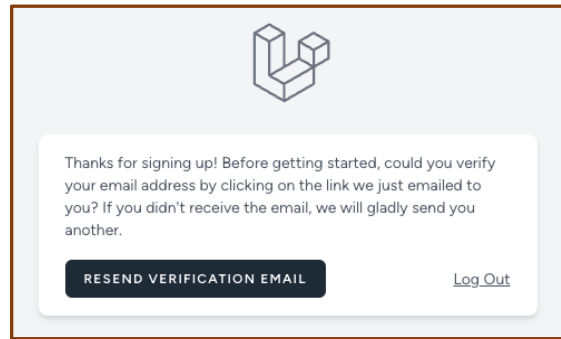 Thanks for signing up! Before getting started, could you verify
your email address by clicking on the link we just emailed to
you? If you didn't receive the email, we will gladly send you
another.
RESEND VERIFICATION EMAIL
Log Out